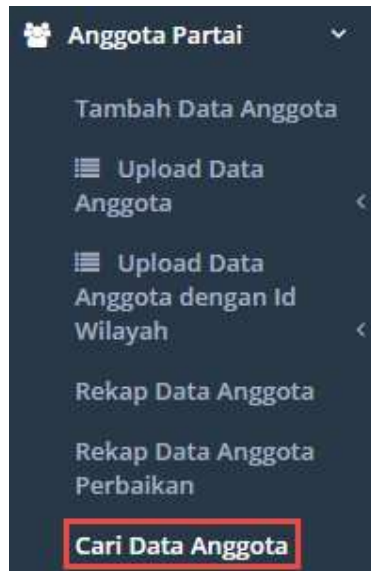 Anggota Partai
Tambah Data Anggota
Upload Data
Anggota
Upload Data
Anggota dengan Id
Wilayah
Rekap Data Anggota
Rekap Data Anggota
Perbaikan
Cari Data Anggota